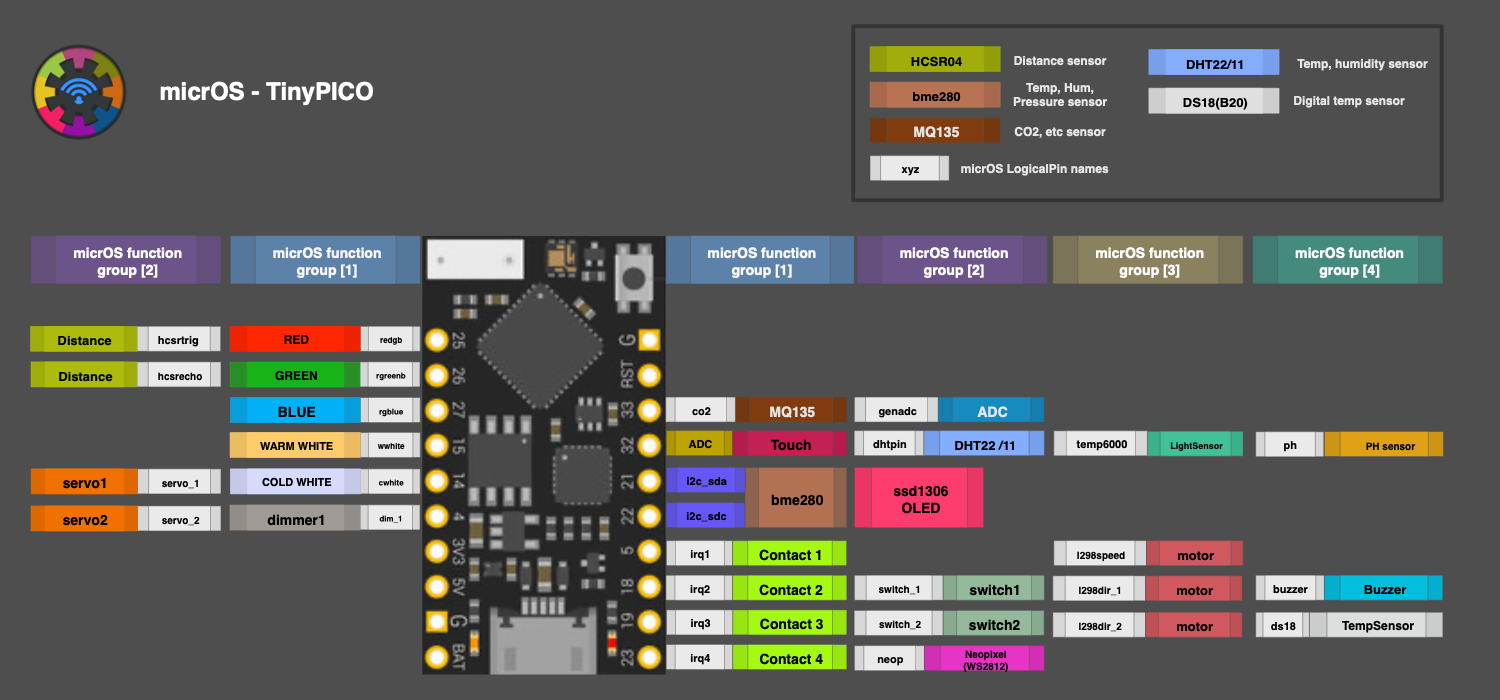 micrOS - TinyPICO
HCSR04 Distance sensor
DHT22/11 Temp, humidity sensor
bme280 Temp, Hum,
Pressure sensor
DS18(B20) Digital temp sensor
MQ135 CO2, etc sensor
xyz micrOS LogicalPin names
micrOS function
group [2]
micrOS function
group [1]
micrOS function
group [1]
micrOS function
group [2]
micrOS function
group [3]
micrOS function
group [4]
Distance hcsrtrig RED redgb 25 G
Distance hcsrecho GREEN rgreenb 26 RST
BLUE rgblue 27 33 co2 MQ135 genadc ADC
WARM WHITE wwhite 15 32 ADC Touch dhtpin DHT22 /11 temp6000 LightSensor ph PH sensor
servo1 servo_1 COLD WHITE cwhite 14 21 i2c_sda
bme280
ssd1306
OLED
servo2 servo_2 dimmer1 dim_1 4 22 i2c_sdc
3V3 5 irq1 Contact 1 l298speed motor
5V 18 irq2 Contact 2 switch_1 switch1 l298dir_1 motor buzzer Buzzer
G 19 irq3 Contact 3 switch_2 switch2 l298dir_2 motor ds18 TempSensor
BAT 23 irq4 Contact 4 neop Neopixel
(WS2812)